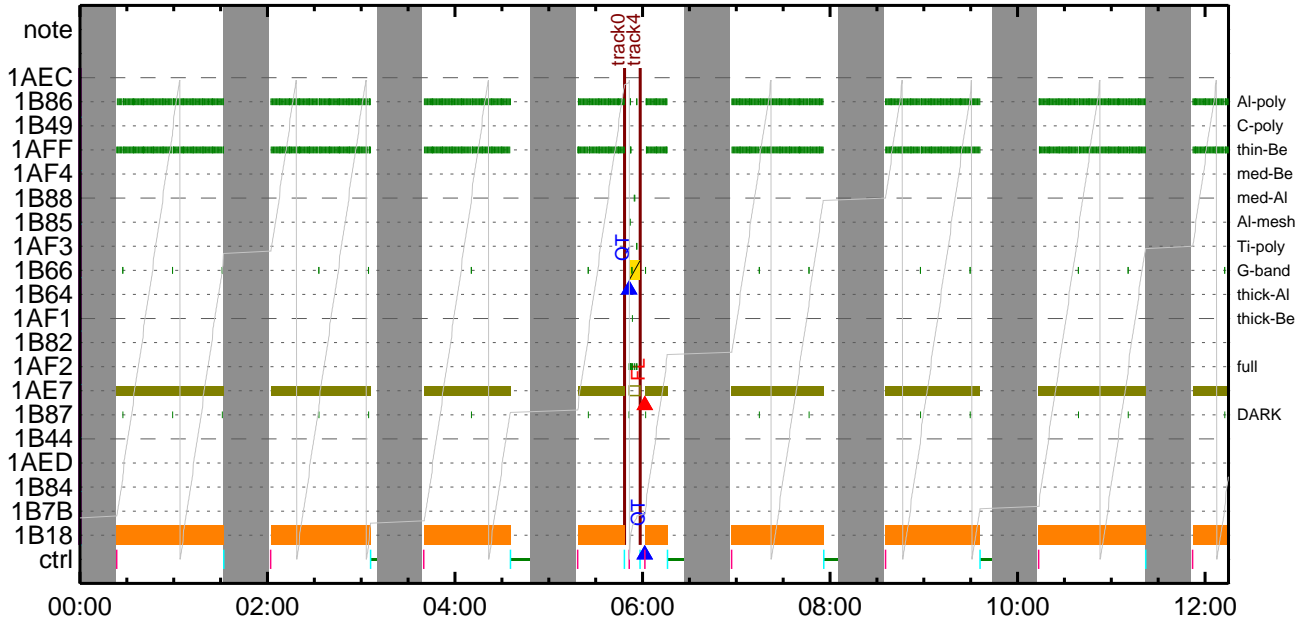 note
track0
track4
1AEC
1B86 Al-poly
1B49 C-poly
1AFF thin-Be
1AF4 med-Be
1B88 med-Al
1B85 Al-mesh
1AF3 QT Ti-poly
1B66 G-band
1B64 thick-Al
1AF1 thick-Be
1B82
1AF2 full
1AE7
1B87 DARK
1B44
1AED
1B84
1B7B QT
1B18
ctrl
00:00 02:00 04:00 06:00 08:00 10:00 12:00